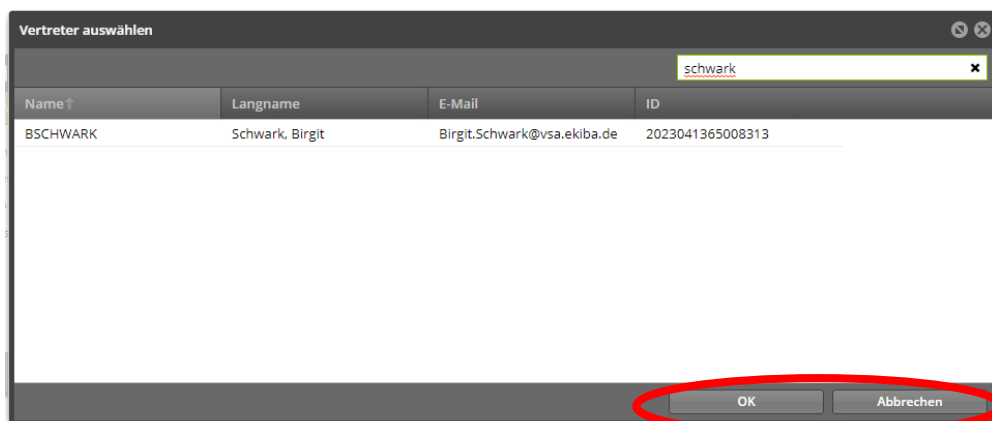 Vertreter auswählen
schwark
Name Langname E-Mail ID
BSCHWARK Schwark, Birgit Birgit.Schwark@vsa.ekiba.de 2023041365008313
OK Abbrechen